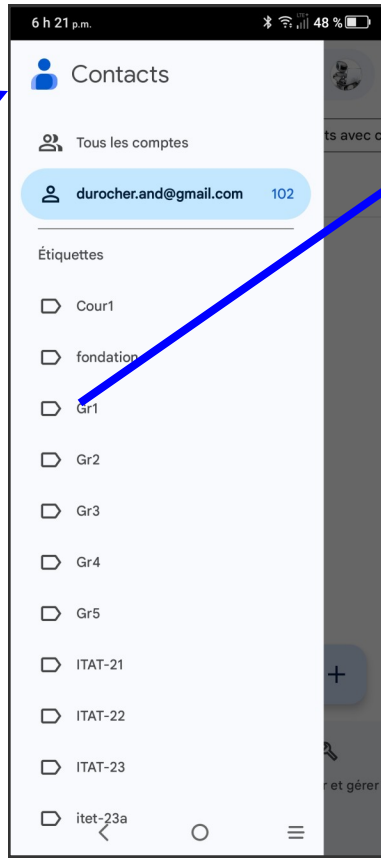 6 h 21 p.m. LTE+ 48 %
Contacts
Tous les comptes
ts avec c
durocher.and@gmail.com 102
Étiquettes
Cour1
fondation
Gr1
Gr2
Gr3
Gr4
Gr5
ITAT-21
+
ITAT-22
ITAT-23
r et gérer
itet-23a